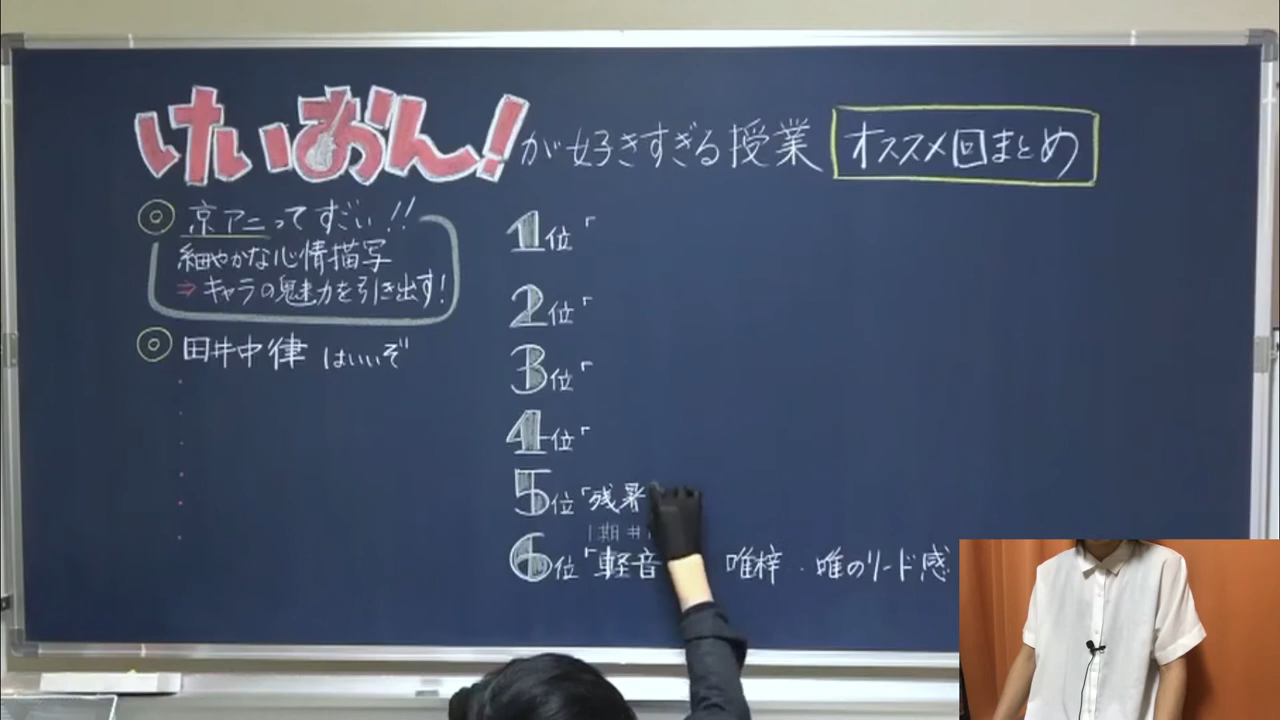 けいおん!が好きすぎる授業 オススメ回まとめ
◎ 京アニってすごい!!
細やかな心情描写
⇒ キャラの魅力を引き出す!
◎ 田井中律 はいいぞ
1位「
2位「
3位「
4位「
5位「残暑
1期 #
6位「軽音 唯梓・唯のリード感